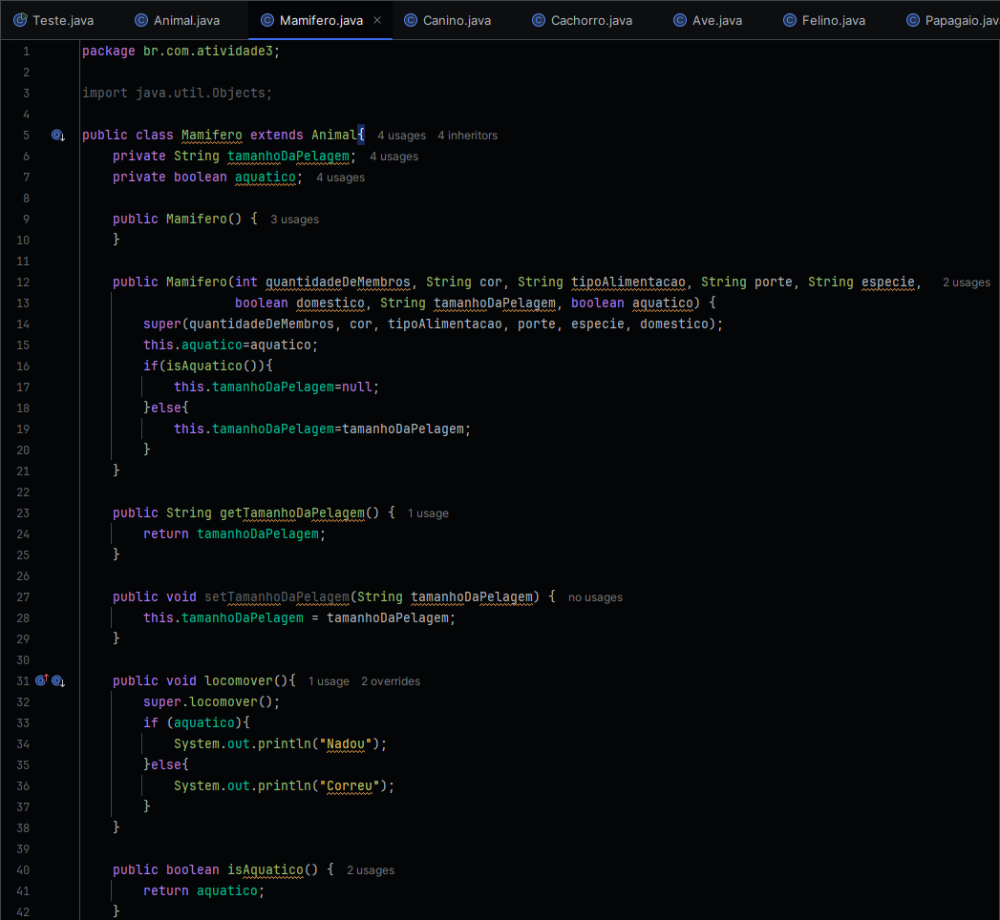 Teste.java Animal.java Mamifero.java Canino.java Cachorro.java Ave.java Felino.java Papagaio.jav
1 package br.com.atividade3;
2
3 import java.util.Objects;
4
5 public class Mamifero extends Animal{ 4 usages 4 inheritors
6 private String tamanhoDaPelagem; 4 usages
7 private boolean aquatico; 4 usages
8
9 public Mamifero() { 3 usages
10 }
11
12 public Mamifero(int quantidadeDeMembros, String cor, String tipoAlimentacao, String porte, String especie, 2 usages
13 boolean domestico, String tamanhoDaPelagem, boolean aquatico) {
14 super(quantidadeDeMembros, cor, tipoAlimentacao, porte, especie, domestico);
15 this.aquatico=aquatico;
16 if(isAquatico()){
17 this.tamanhoDaPelagem=null;
18 }else{
19 this.tamanhoDaPelagem=tamanhoDaPelagem;
20 }
21 }
22
23 public String getTamanhoDaPelagem() { 1 usage
24 return tamanhoDaPelagem;
25 }
26
27 public void setTamanhoDaPelagem(String tamanhoDaPelagem) { no usages
28 this.tamanhoDaPelagem = tamanhoDaPelagem;
29 }
30
31 public void locomover(){ 1 usage 2 overrides
32 super.locomover();
33 if (aquatico){
34 System.out.println("Nadou");
35 }else{
36 System.out.println("Correu");
37 }
38 }
39
40 public boolean isAquatico() { 2 usages
41 return aquatico;
42 }